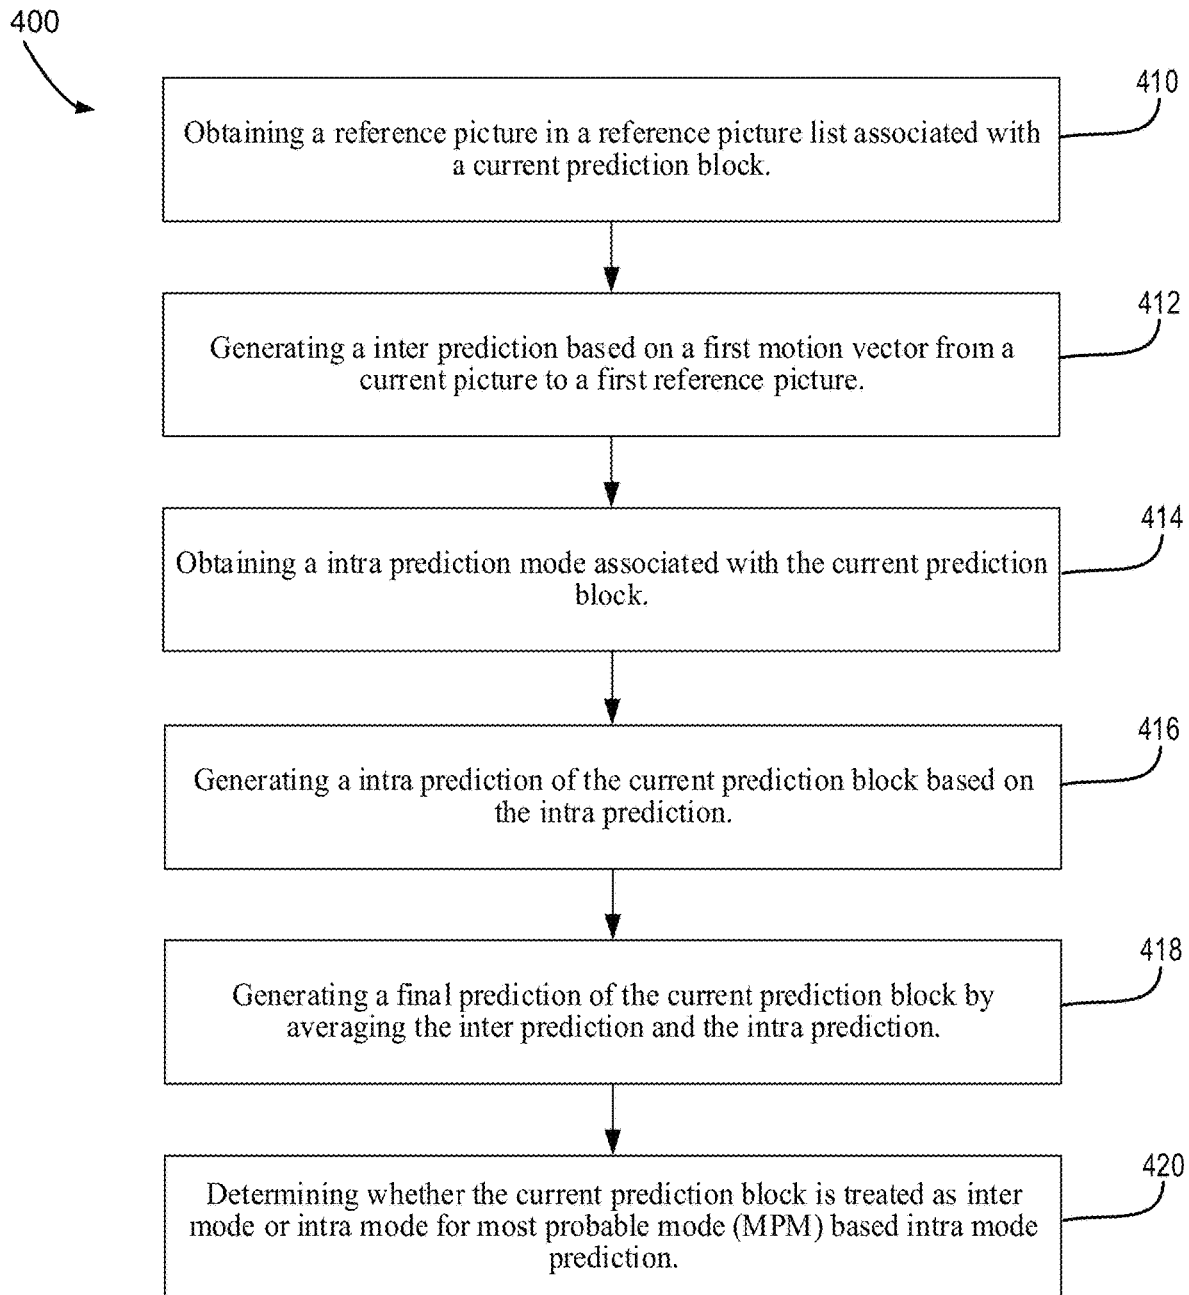 400
410
Obtaining a reference picture in a reference picture list associated with
a current prediction block.
412
Generating a inter prediction based on a first motion vector from a
current picture to a first reference picture.
414
Obtaining a intra prediction mode associated with the current prediction
block.
416
Generating a intra prediction of the current prediction block based on
the intra prediction.
418
Generating a final prediction of the current prediction block by
averaging the inter prediction and the intra prediction.
420
Determining whether the current prediction block is treated as inter
mode or intra mode for most probable mode (MPM) based intra mode
prediction.